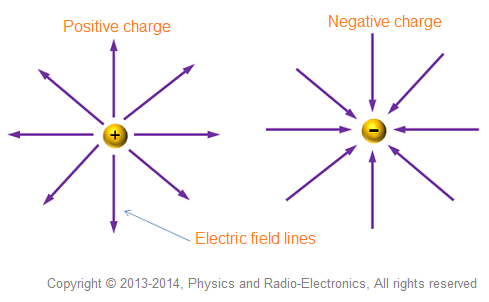 Positive charge
Negative charge
+
-
Electric field lines
Copyright © 2013-2014, Physics and Radio-Electronics, All rights reserved